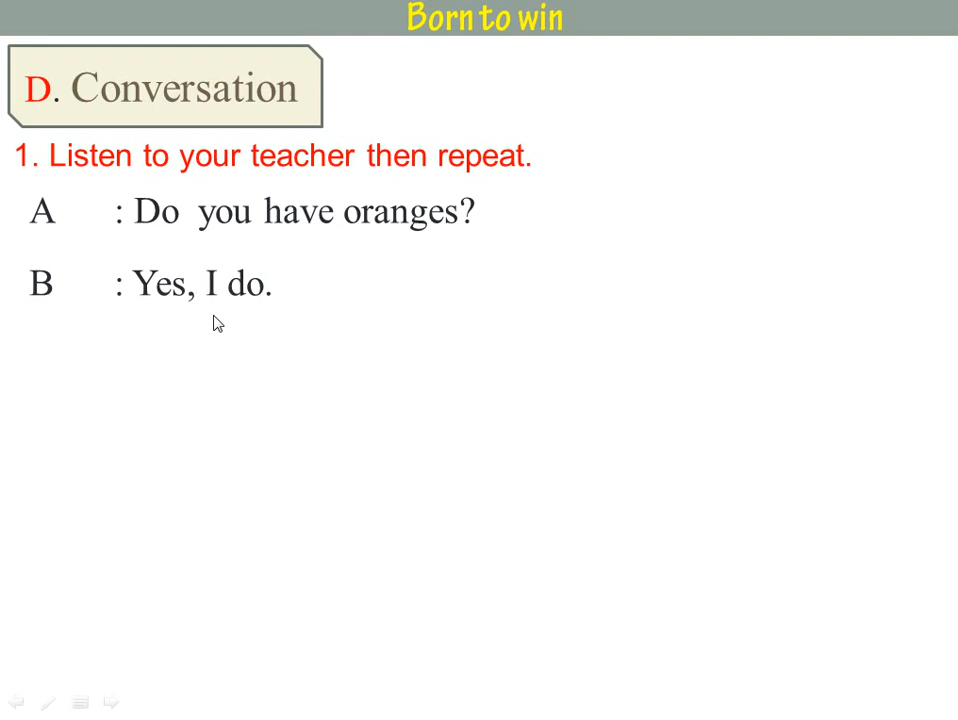 Born to win
D. Conversation
1. Listen to your teacher then repeat.
A : Do you have oranges?
B : Yes, I do.